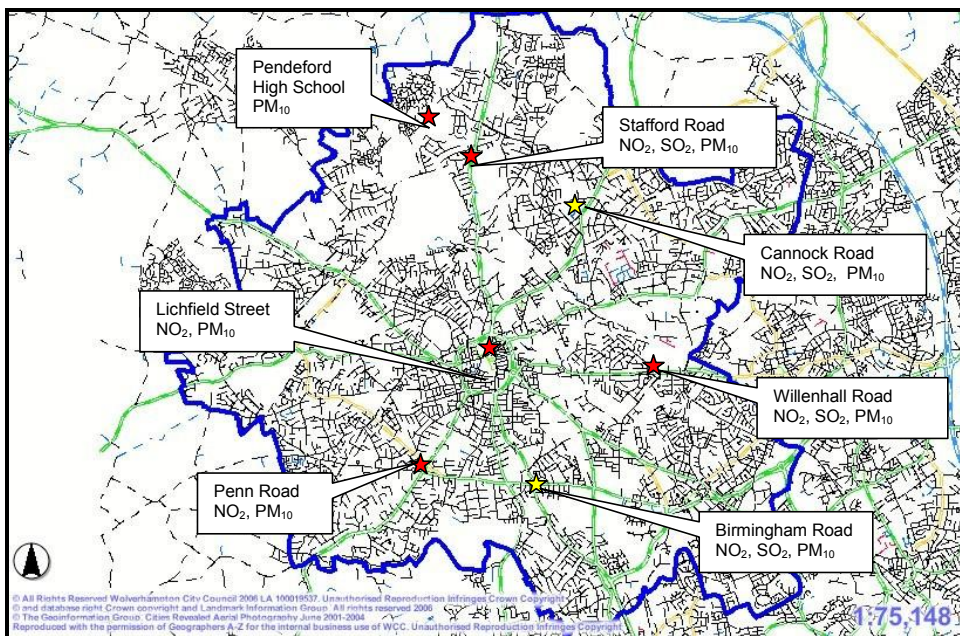 Pendeford
High School
PM₁₀
Stafford Road
NO₂, SO₂, PM₁₀
Cannock Road
NO₂, SO₂, PM₁₀
Lichfield Street
NO₂, PM₁₀
Willenhall Road
NO₂, SO₂, PM₁₀
Penn Road
NO₂, PM₁₀
Birmingham Road
NO₂, SO₂, PM₁₀
© All Rights Reserved Wolverhampton City Council 2006 LA 100019537. Unauthorised Reproduction Infringes Crown Copyright
© and database right Crown copyright and Landmark Information Group. All rights reserved 2006
© The Geoinformation Group. Cities Revealed Aerial Photography June 2001-2004
Reproduced with the permission of Geographers A-Z for the internal business use of WCC. Unauthorised Reproduction Infringes Copyright
1:75,148